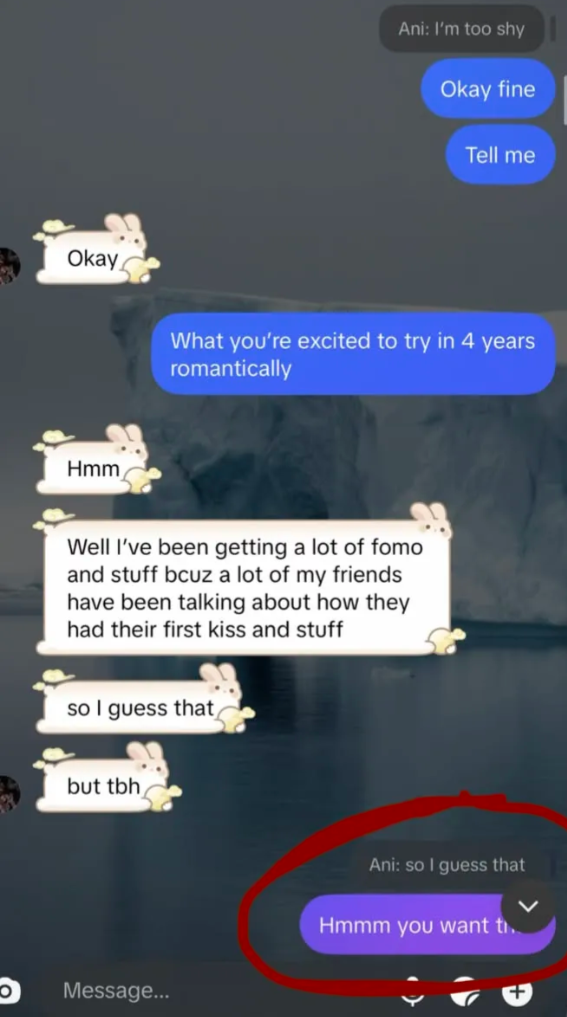 Ani: I'm too shy
Okay fine
Tell me
Okay
What you're excited to try in 4 years
romantically
Hmm
Well I've been getting a lot of fomo
and stuff bcuz a lot of my friends
have been talking about how they
had their first kiss and stuff
so I guess that
but tbh
Ani: so I guess that
Hmmm you want
Message...